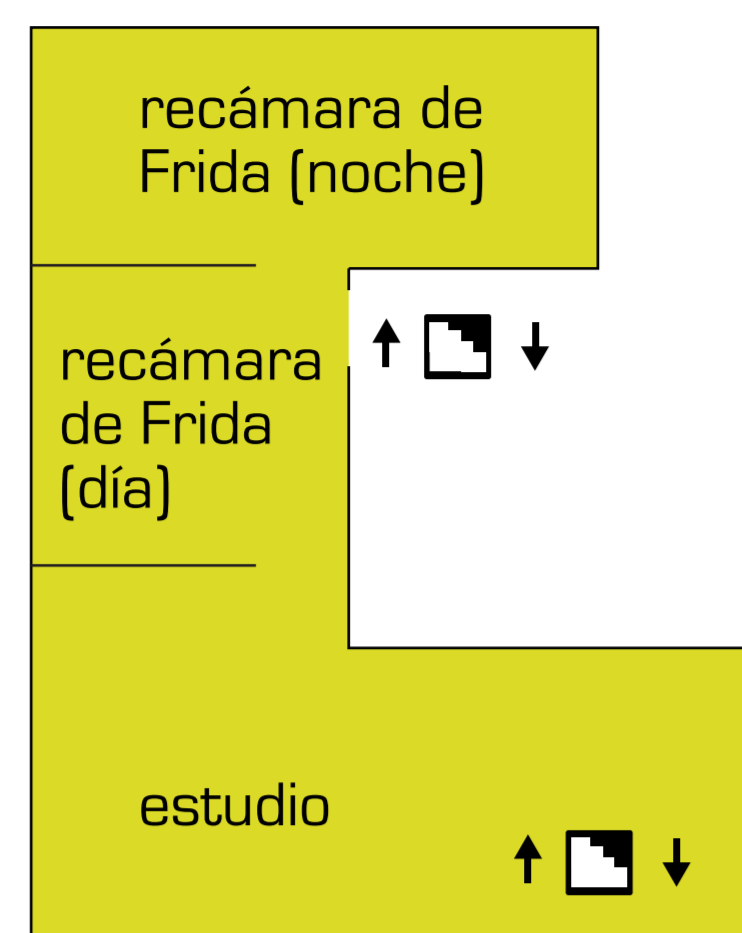 recámara de
Frida (noche)
recámara
de Frida
(día)
estudio